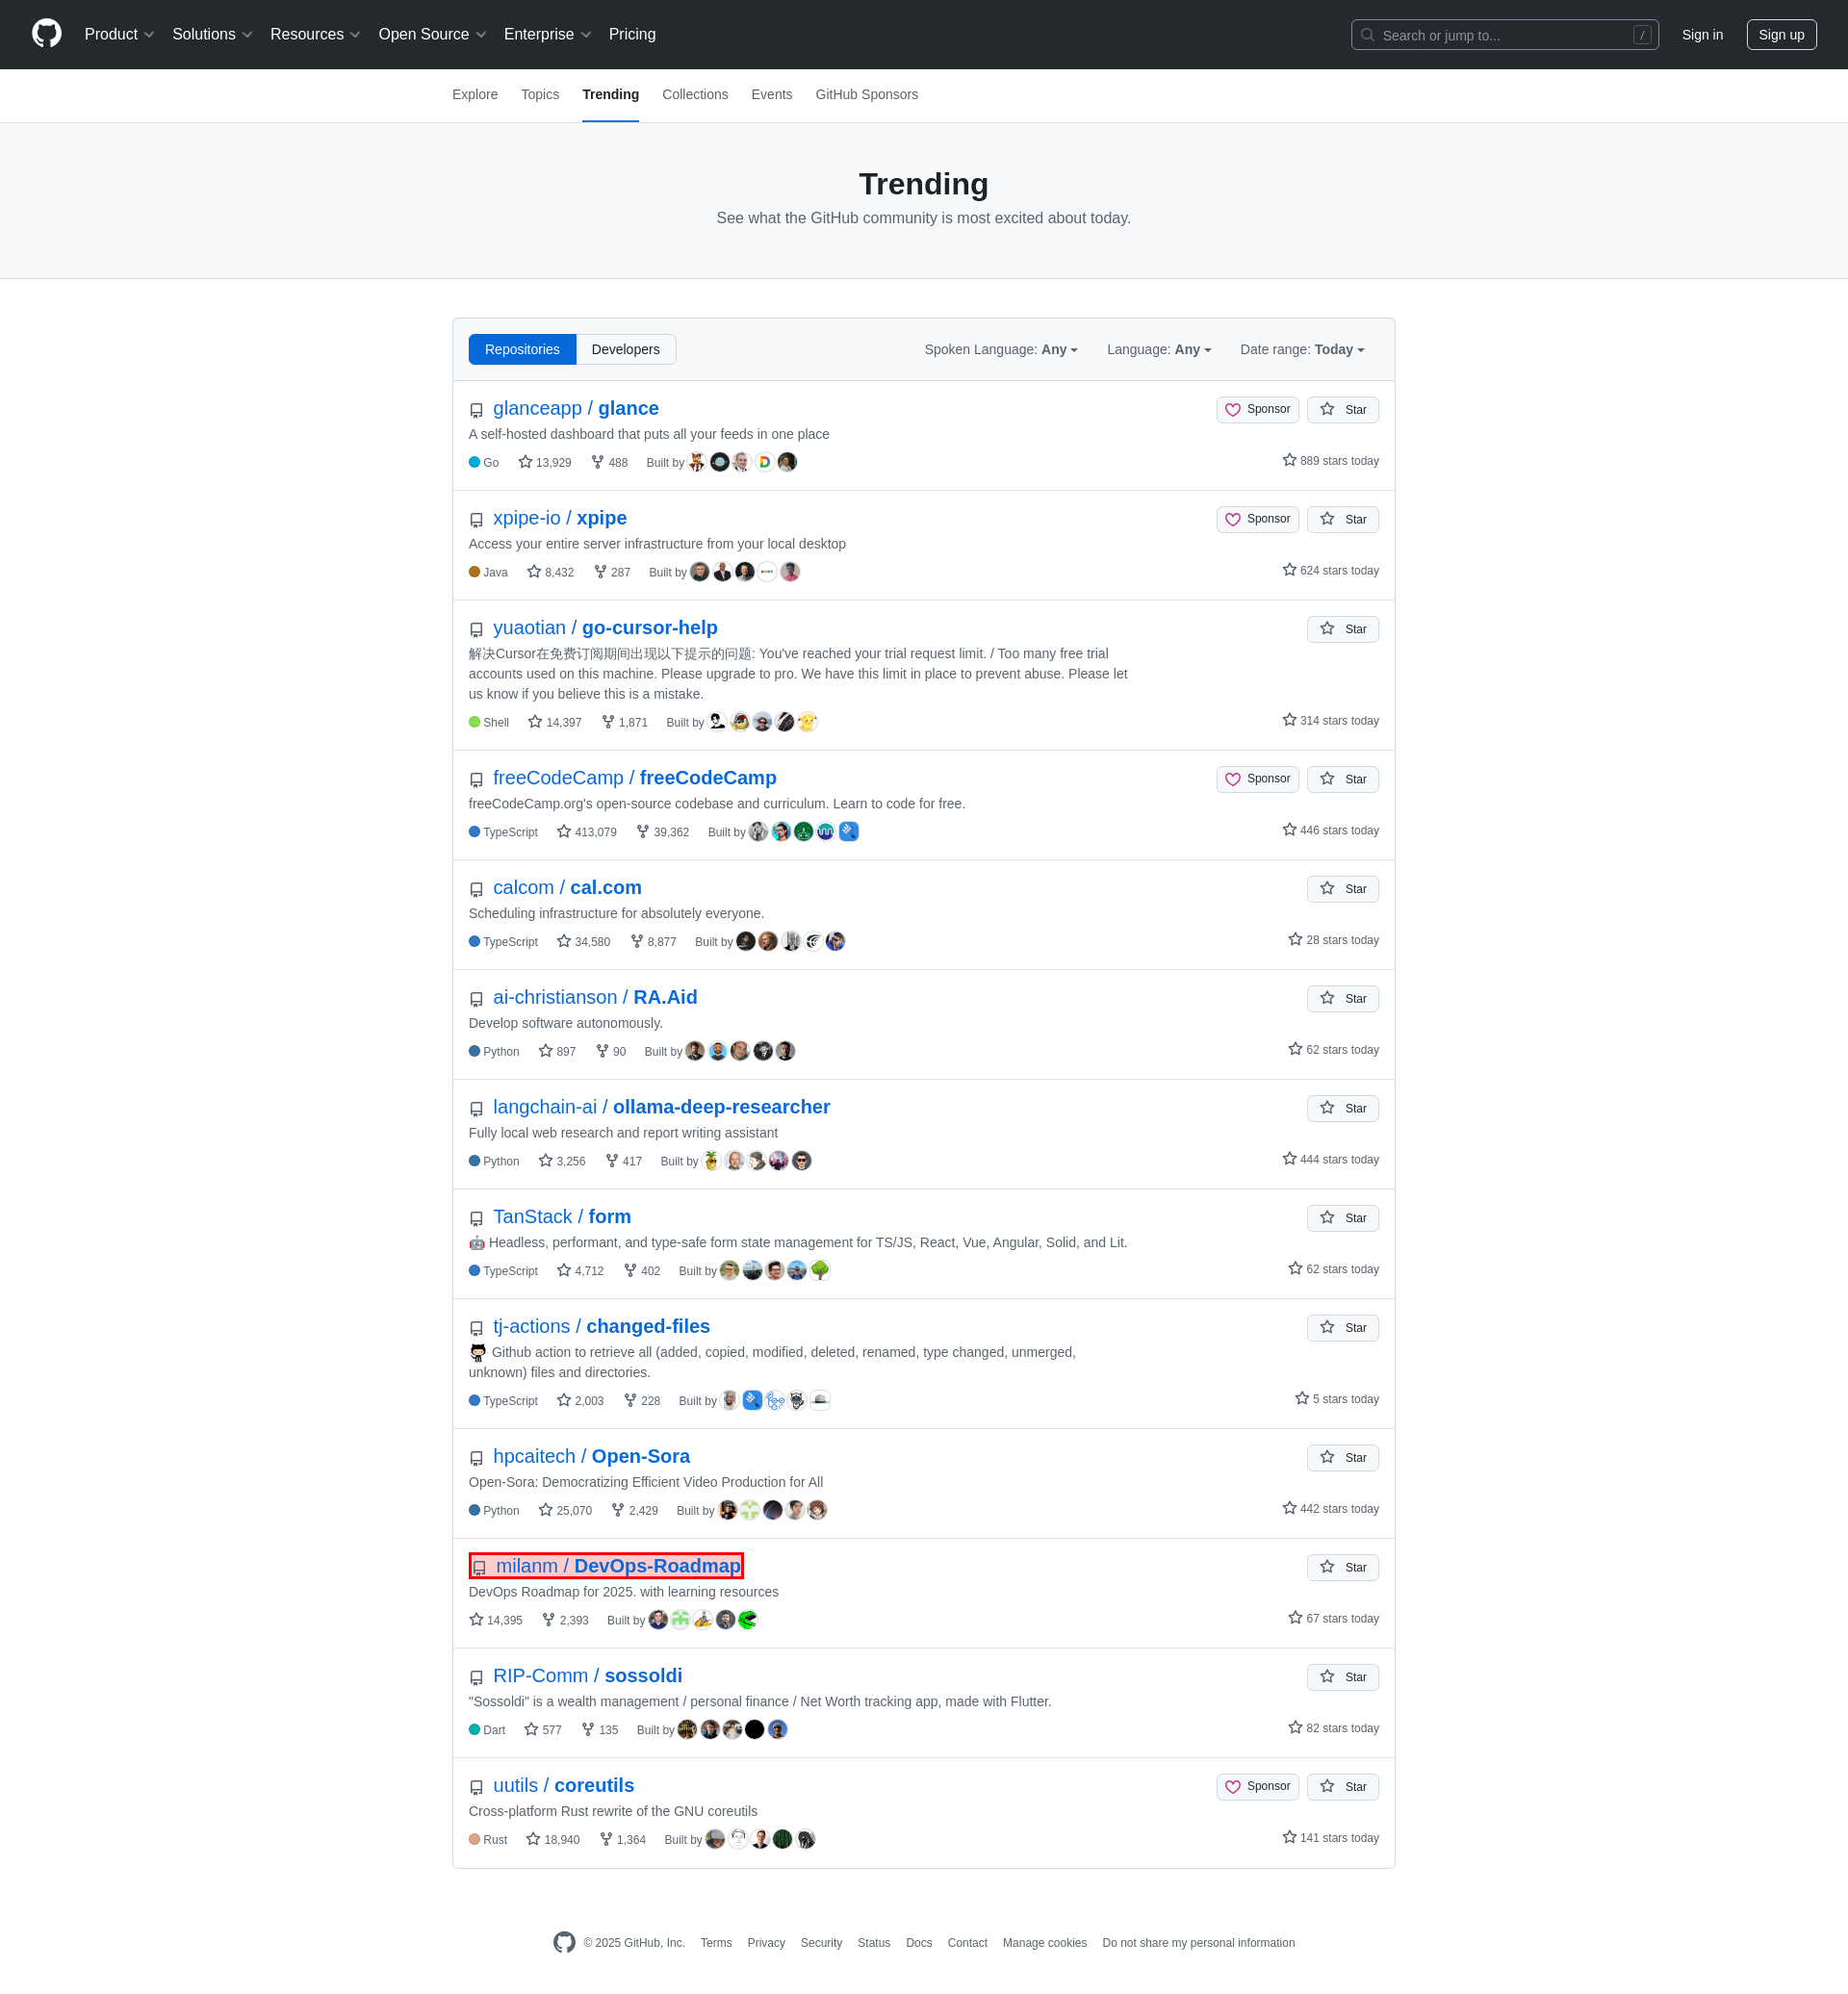 Product Solutions Resources Open Source Enterprise Pricing Search or jump to... / Sign in Sign up
Explore Topics Trending Collections Events GitHub Sponsors
Trending
See what the GitHub community is most excited about today.
Repositories Developers Spoken Language: Any Language: Any Date range: Today
glanceapp / glance Sponsor Star
A self-hosted dashboard that puts all your feeds in one place
Go 13,929 488 Built by 889 stars today
xpipe-io / xpipe Sponsor Star
Access your entire server infrastructure from your local desktop
Java 8,432 287 Built by 624 stars today
yuaotian / go-cursor-help Star
解决Cursor在免费订阅期间出现以下提示的问题: You've reached your trial request limit. / Too many free trial
accounts used on this machine. Please upgrade to pro. We have this limit in place to prevent abuse. Please let
us know if you believe this is a mistake.
Shell 14,397 1,871 Built by 314 stars today
freeCodeCamp / freeCodeCamp Sponsor Star
freeCodeCamp.org's open-source codebase and curriculum. Learn to code for free.
TypeScript 413,079 39,362 Built by 446 stars today
calcom / cal.com Star
Scheduling infrastructure for absolutely everyone.
TypeScript 34,580 8,877 Built by 28 stars today
ai-christianson / RA.Aid Star
Develop software autonomously.
Python 897 90 Built by 62 stars today
langchain-ai / ollama-deep-researcher Star
Fully local web research and report writing assistant
Python 3,256 417 Built by 444 stars today
TanStack / form Star
🤖 Headless, performant, and type-safe form state management for TS/JS, React, Vue, Angular, Solid, and Lit.
TypeScript 4,712 402 Built by 62 stars today
tj-actions / changed-files Star
Github action to retrieve all (added, copied, modified, deleted, renamed, type changed, unmerged,
unknown) files and directories.
TypeScript 2,003 228 Built by 5 stars today
hpcaitech / Open-Sora Star
Open-Sora: Democratizing Efficient Video Production for All
Python 25,070 2,429 Built by 442 stars today
milanm / DevOps-Roadmap Star
DevOps Roadmap for 2025. with learning resources
14,395 2,393 Built by 67 stars today
RIP-Comm / sossoldi Star
"Sossoldi" is a wealth management / personal finance / Net Worth tracking app, made with Flutter.
Dart 577 135 Built by 82 stars today
uutils / coreutils Sponsor Star
Cross-platform Rust rewrite of the GNU coreutils
Rust 18,940 1,364 Built by 141 stars today
© 2025 GitHub, Inc. Terms Privacy Security Status Docs Contact Manage cookies Do not share my personal information